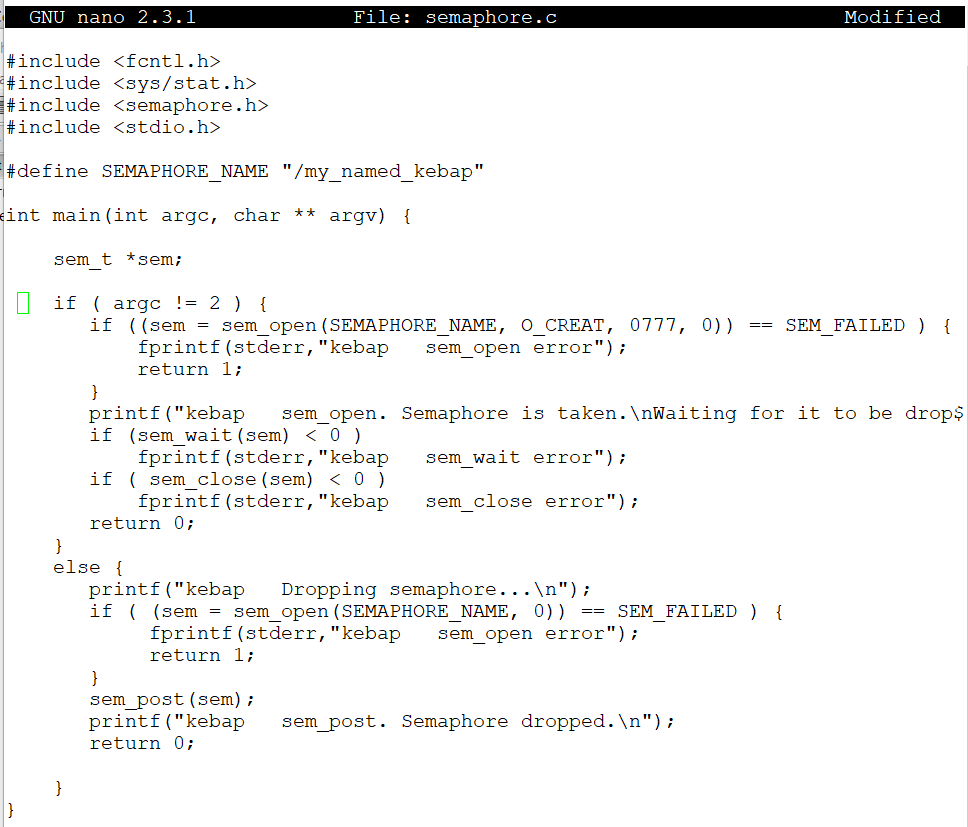 GNU nano 2.3.1 File: semaphore.c Modified
#include <fcntl.h>
#include <sys/stat.h>
#include <semaphore.h>
#include <stdio.h>
#define SEMAPHORE_NAME "/my_named_kebap"
int main(int argc, char ** argv) {
sem_t *sem;
if ( argc != 2 ) {
if ((sem = sem_open(SEMAPHORE_NAME, O_CREAT, 0777, 0)) == SEM_FAILED ) {
fprintf(stderr,"kebap   sem_open error");
return 1;
}
printf("kebap   sem_open. Semaphore is taken.\nWaiting for it to be drop$
if (sem_wait(sem) < 0 )
fprintf(stderr,"kebap   sem_wait error");
if ( sem_close(sem) < 0 )
fprintf(stderr,"kebap   sem_close error");
return 0;
}
else {
printf("kebap   Dropping semaphore...\n");
if ( (sem = sem_open(SEMAPHORE_NAME, 0)) == SEM_FAILED ) {
fprintf(stderr,"kebap   sem_open error");
return 1;
}
sem_post(sem);
printf("kebap   sem_post. Semaphore dropped.\n");
return 0;
}
}